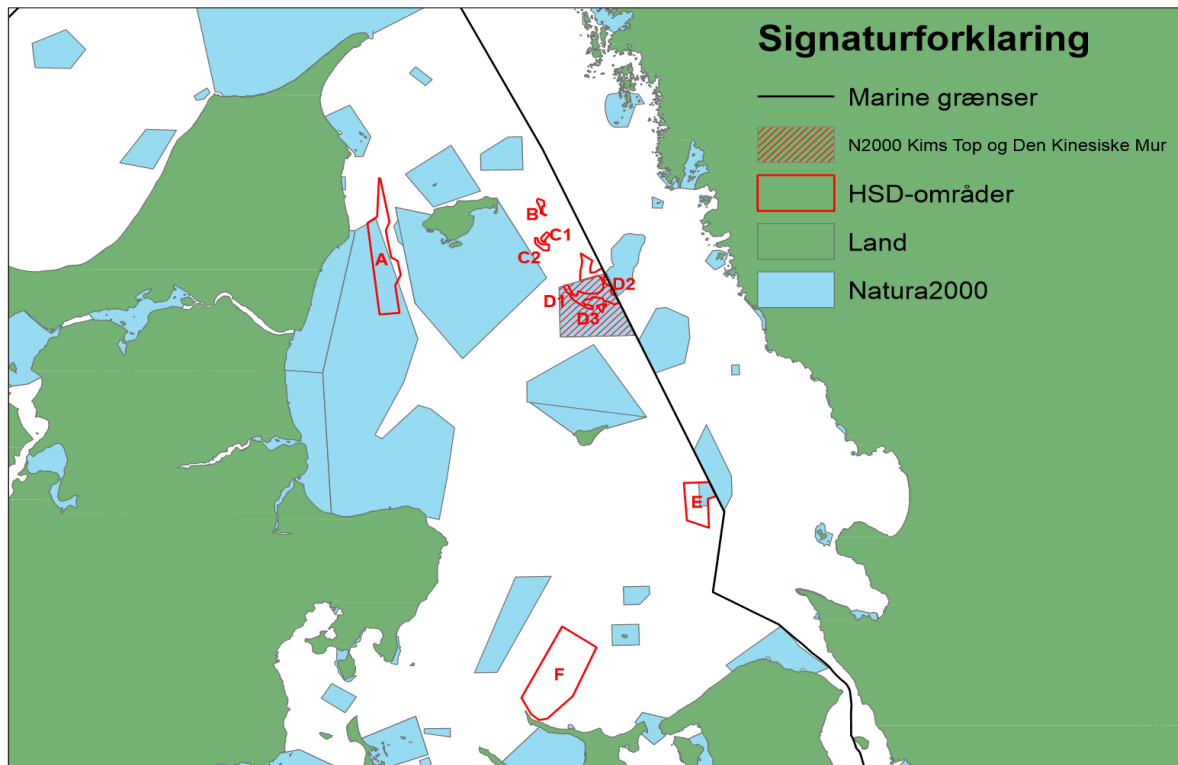 Signaturforklaring
Marine grænser
N2000 Kims Top og Den Kinesiske Mur
HSD-områder
Land
Natura2000
B
C1
C2
A
D2
D1
D3
E
F